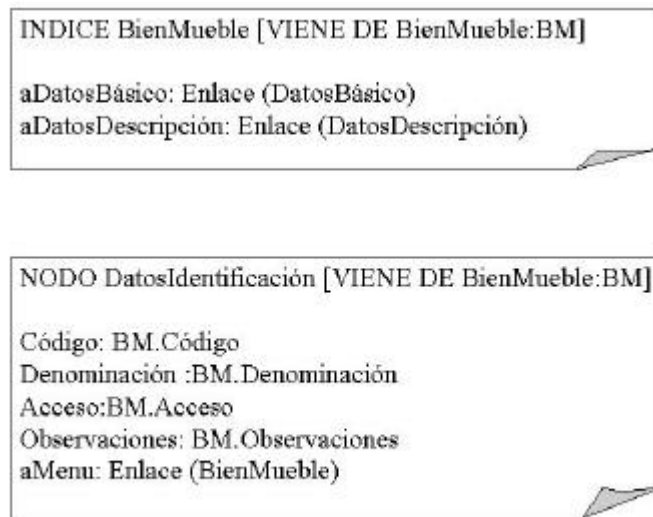 INDICE BienMueble [VIENE DE BienMueble:BM]
aDatosBásico: Enlace (DatosBásico)
aDatosDescripción: Enlace (DatosDescripción)
NODO DatosIdentificación [VIENE DE BienMueble:BM]
Código: BM.Código
Denominación :BM.Denominación
Acceso:BM.Acceso
Observaciones: BM.Observaciones
aMenu: Enlace (BienMueble)